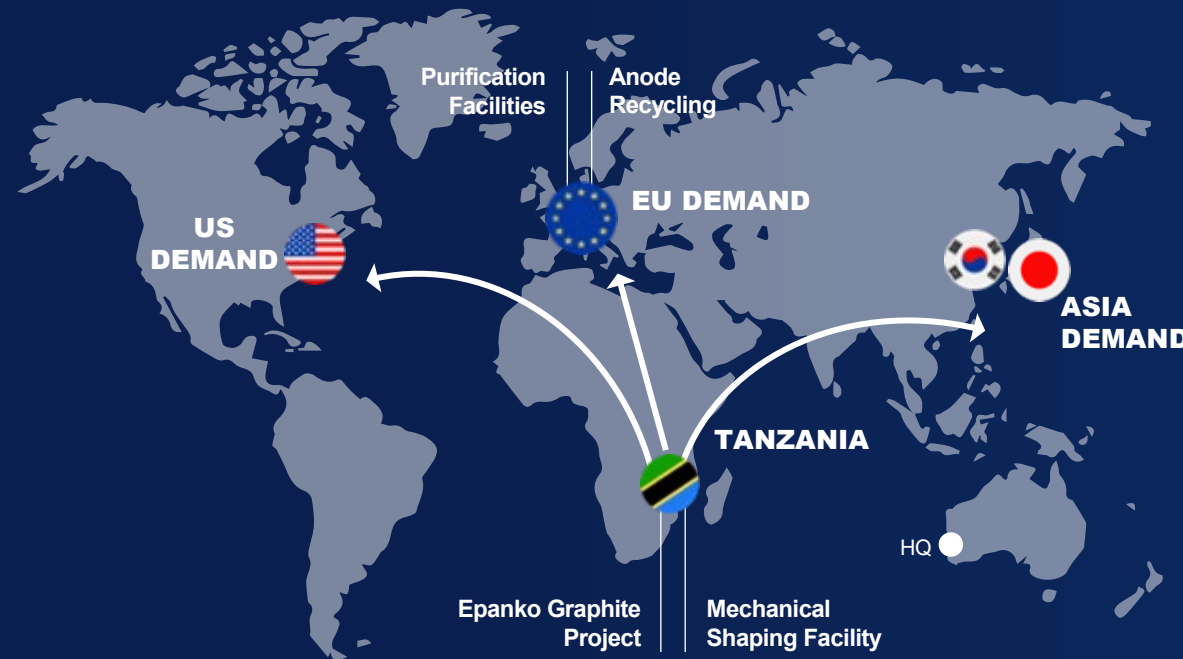 Purification
Facilities
Anode
Recycling
EU DEMAND
US
DEMAND
ASIA
DEMAND
TANZANIA
HQ
Epanko Graphite
Project
Mechanical
Shaping Facility